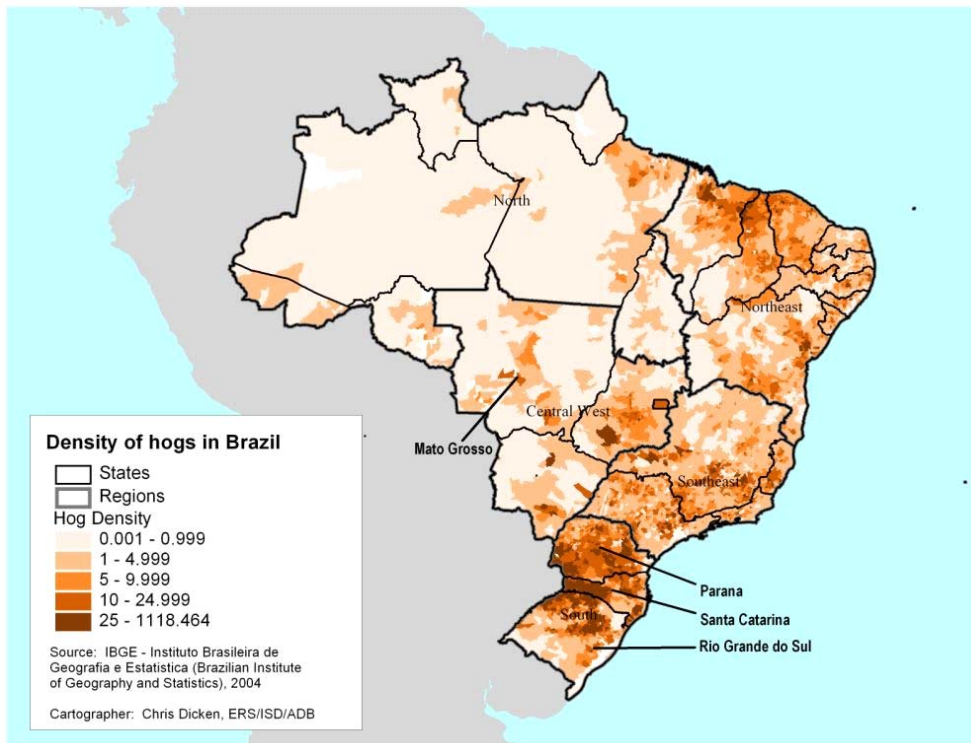 North
Northeast
Central West
Mato Grosso
Southeast
Parana
Santa Catarina
South
Rio Grande do Sul
Density of hogs in Brazil
States
Regions
Hog Density
0.001 - 0.999
1 - 4.999
5 - 9.999
10 - 24.999
25 - 1118.464
Source: IBGE - Instituto Brasileira de
Geografia e Estatistica (Brazilian Institute
of Geography and Statistics), 2004
Cartographer: Chris Dicken, ERS/ISD/ADB